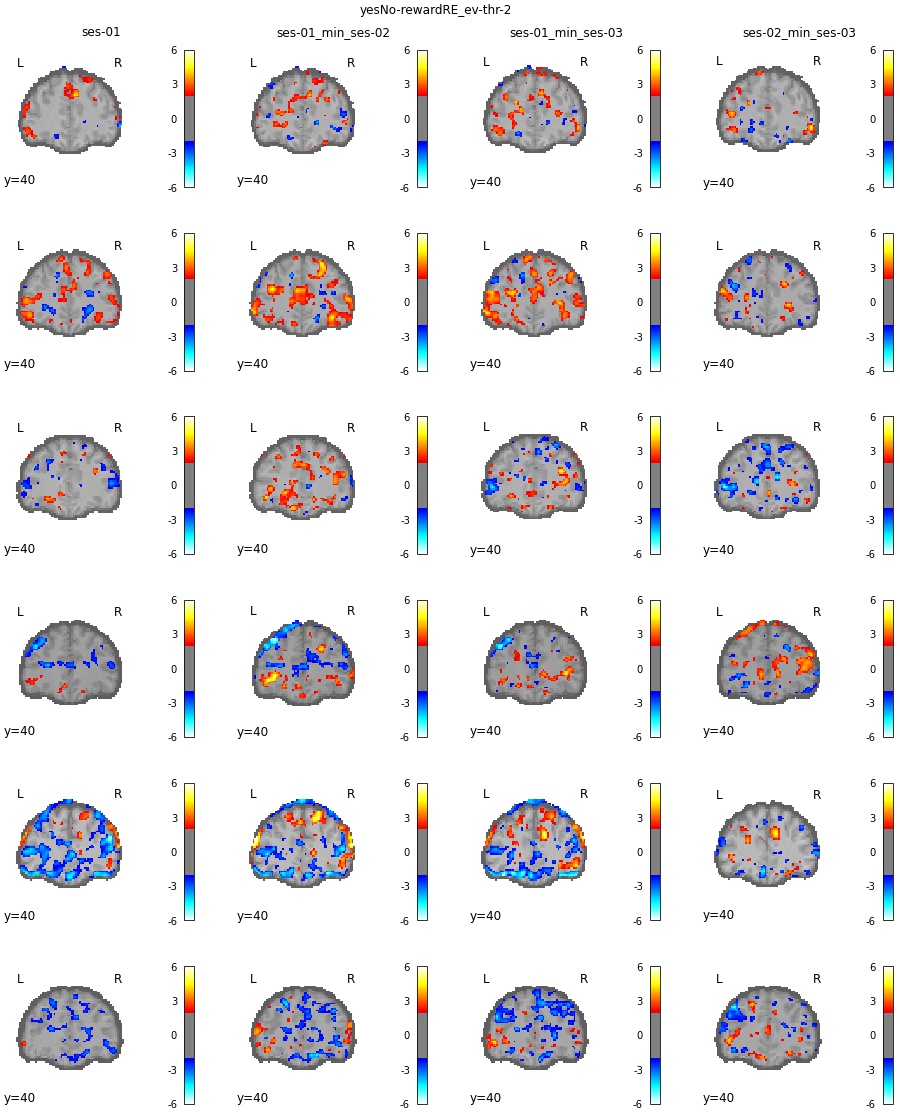 yesNo-rewardRE_ev-thr-2
ses-01 ses-01_min_ses-02 ses-01_min_ses-03 ses-02_min_ses-03
L R 6 3 0 -3 -6 L R 6 3 0 -3 -6 L R 6 3 0 -3 -6 L R 6 3 0 -3 -6
y=40 y=40 y=40 y=40
L R 6 3 0 -3 -6 L R 6 3 0 -3 -6 L R 6 3 0 -3 -6 L R 6 3 0 -3 -6
y=40 y=40 y=40 y=40
L R 6 3 0 -3 -6 L R 6 3 0 -3 -6 L R 6 3 0 -3 -6 L R 6 3 0 -3 -6
y=40 y=40 y=40 y=40
L R 6 3 0 -3 -6 L R 6 3 0 -3 -6 L R 6 3 0 -3 -6 L R 6 3 0 -3 -6
y=40 y=40 y=40 y=40
L R 6 3 0 -3 -6 L R 6 3 0 -3 -6 L R 6 3 0 -3 -6 L R 6 3 0 -3 -6
y=40 y=40 y=40 y=40
L R 6 3 0 -3 -6 L R 6 3 0 -3 -6 L R 6 3 0 -3 -6 L R 6 3 0 -3 -6
y=40 y=40 y=40 y=40